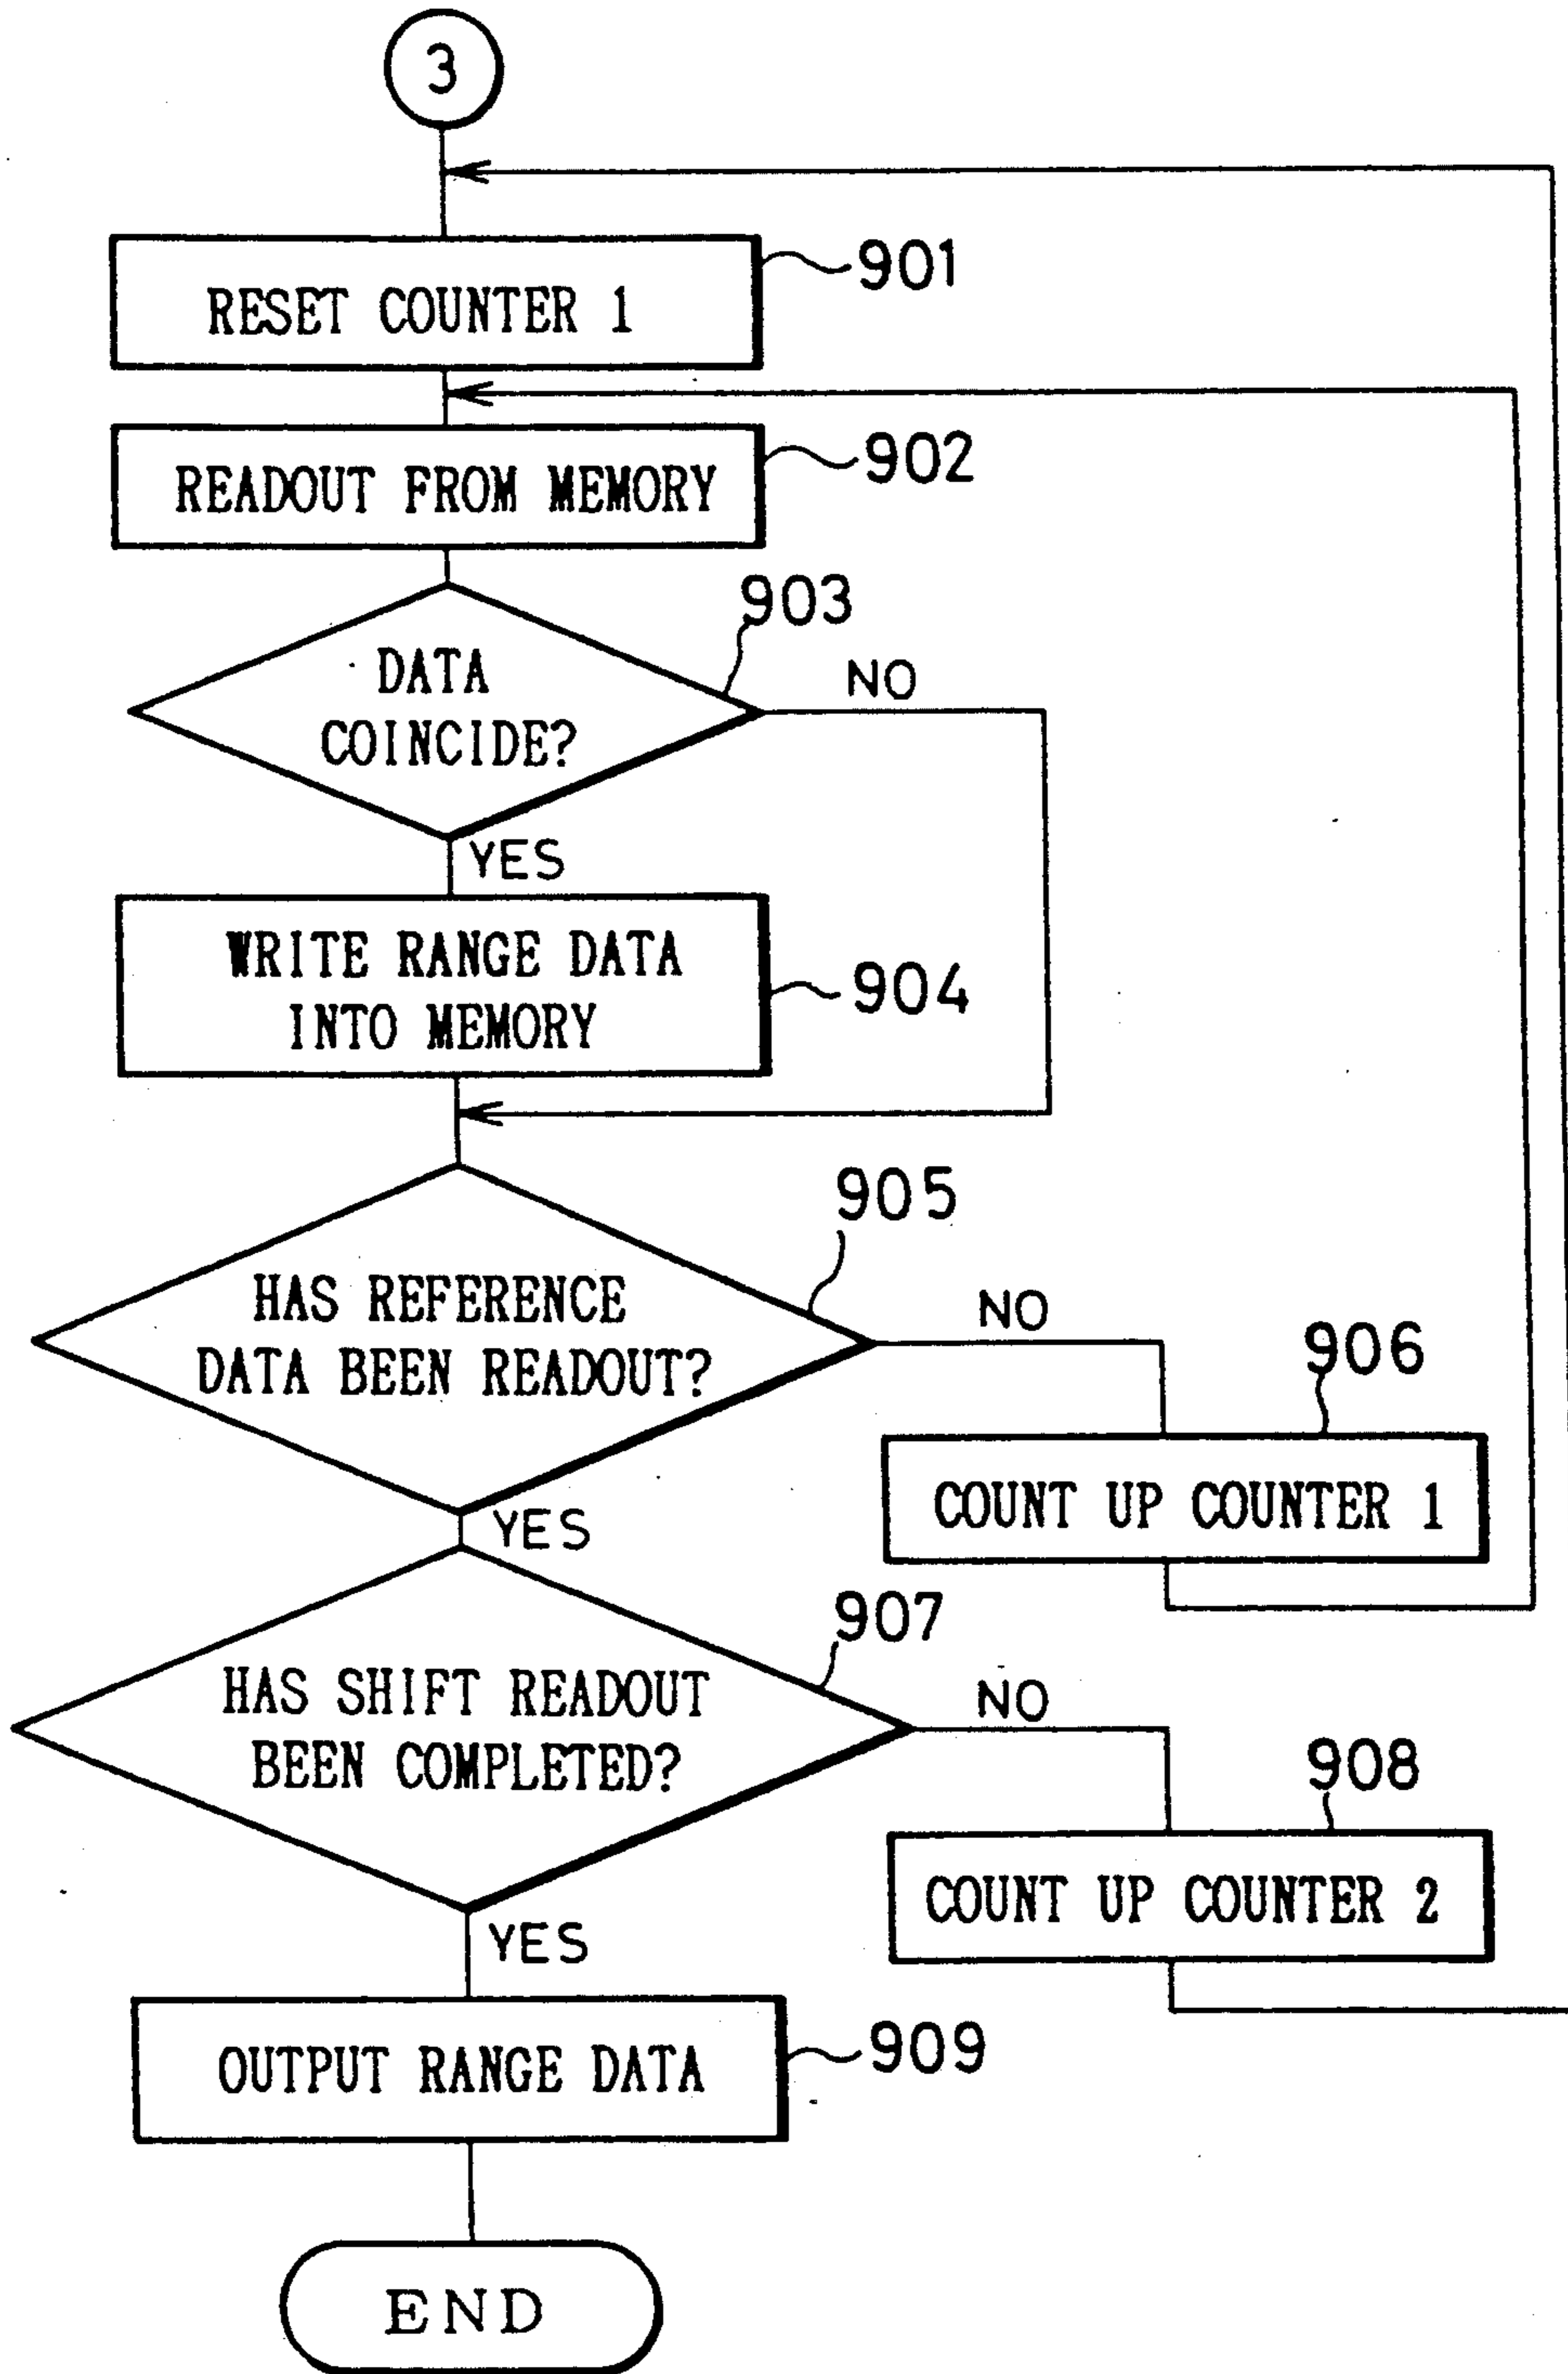 3
901
RESET COUNTER 1
902
READOUT FROM MEMORY
903
DATA
COINCIDE?
NO
YES
WRITE RANGE DATA
INTO MEMORY
904
905
HAS REFERENCE
DATA BEEN READOUT?
NO
906
COUNT UP COUNTER 1
YES
907
HAS SHIFT READOUT
BEEN COMPLETED?
NO
908
COUNT UP COUNTER 2
YES
OUTPUT RANGE DATA
909
END